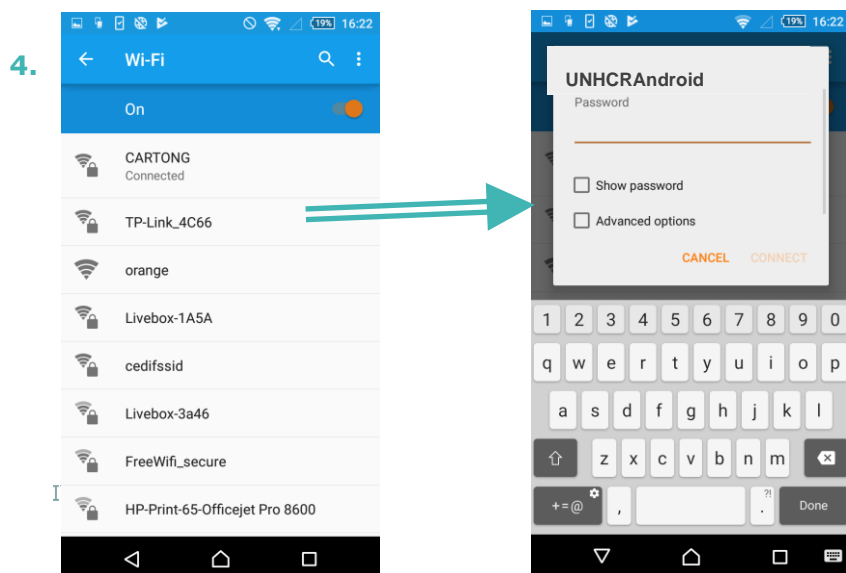 4.
19% 16:22
Wi-Fi
On
CARTONG
Connected
TP-Link_4C66
orange
Livebox-1A5A
cedifssid
Livebox-3a46
FreeWifi_secure
HP-Print-65-Officejet Pro 8600
19% 16:22
UNHCRAndroid
Password
Show password
Advanced options
CANCEL CONNECT
1 2 3 4 5 6 7 8 9 0
q w e r t y u i o p
a s d f g h j k l
z x c v b n m
+=@ , . ?! Done